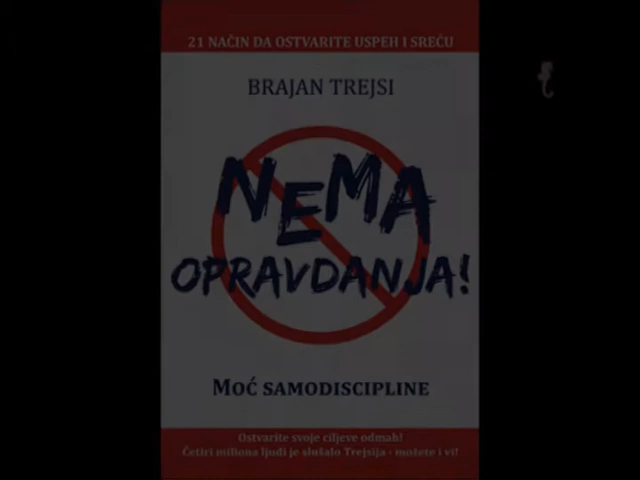 21 NAČIN DA OSTVARITE USPEH I SREĆU
BRAJAN TREJSI
NEMA
OPRAVDANJA!
MOĆ SAMODISCIPLINE
Ostvarite svoje ciljeve odmah!
Četiri miliona ljudi je slušalo Trejsija - možete i vi!